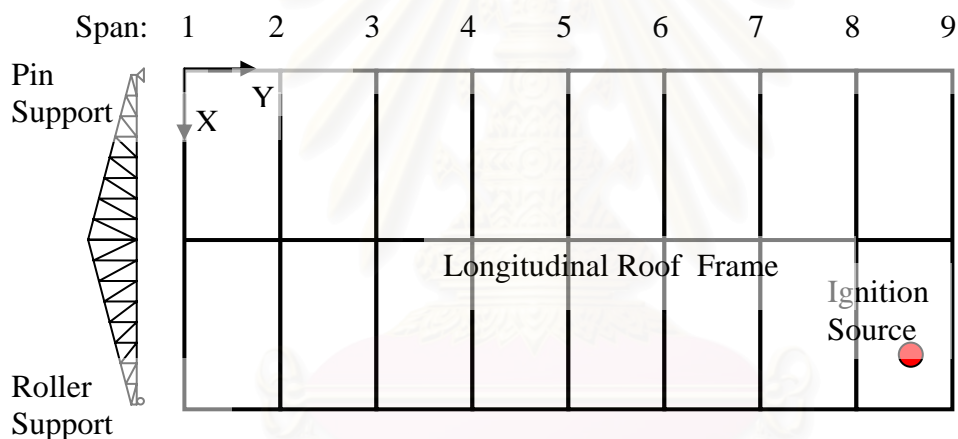 Span: 1 2 3 4 5 6 7 8 9
Pin
Support
Y
X
Longitudinal Roof Frame
Ignition
Source
Roller
Support